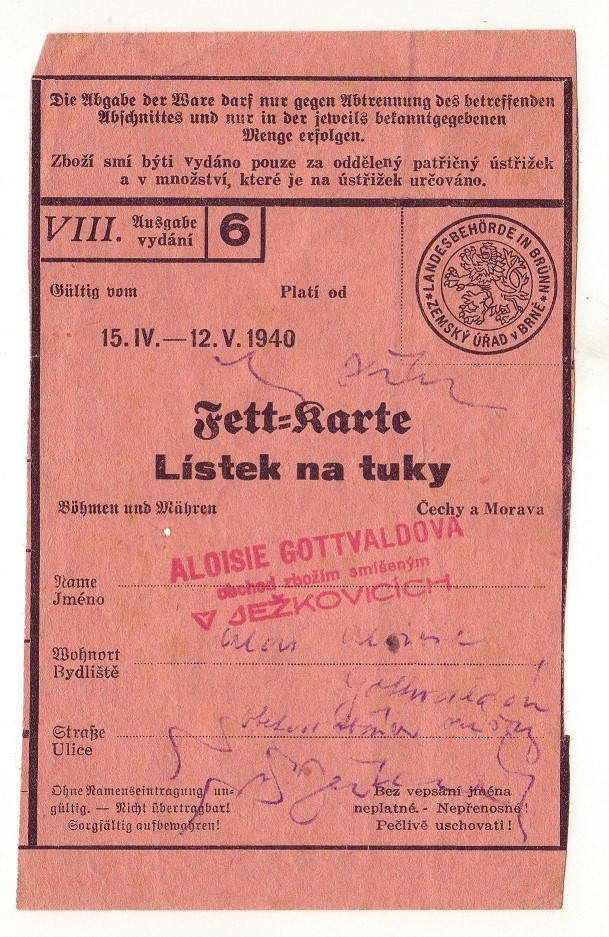 Die Abgabe der Ware darf nur gegen Abtrennung des betreffenden
Abschnittes und nur in der jeweils bekanntgegebenen
Menge erfolgen.
Zboží smí býti vydáno pouze za oddělený patřičný ústřižek
a v množství, které je na ústřižek určováno.
VIII. Ausgabe vydání 6
LANDESBEHÖRDE IN BRÜNN
ZEMSKÝ ÚŘAD v BRNĚ
Gültig vom Platí od
15. IV.—12. V. 1940
Fett-Karte
Lístek na tuky
Böhmen und Mähren Čechy a Morava
ALOISIE GOTTVALDOVÁ
obchod zbožím smíšeným
V JEŽKOVICÍCH
Name
Jméno
Wohnort
Bydliště
Straße
Ulice
Ohne Namenseintragung un-
gültig. — Nicht übertragbar!
Sorgfältig aufbewahren!
Bez vepsání jména
neplatné. - Nepřenosné!
Pečlivě uschovati!